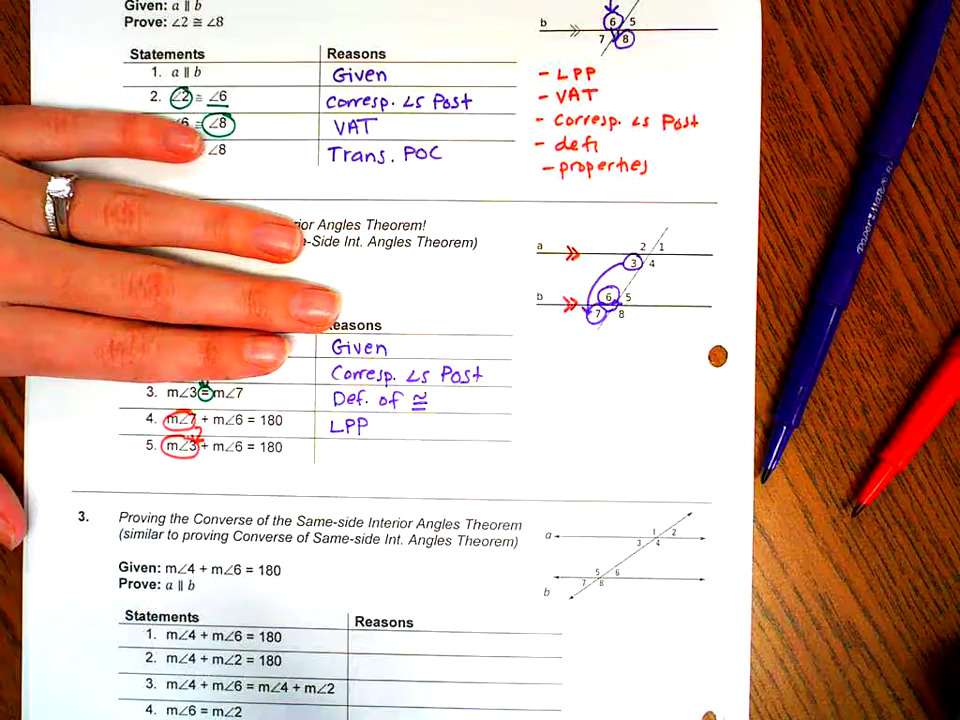 Given: a ∥ b
Prove: ∠2 ≅ ∠8
Statements Reasons
1. a ∥ b Given
2. ∠2 ≅ ∠6 Corresp. ∠s Post
∠6 ≅ ∠8 VAT
∠8 Trans. POC
b 6 5
7 8
- LPP
- VAT
- Corresp. ∠s Post
- def
- properties
rior Angles Theorem!
e-Side Int. Angles Theorem)
a 2 1
3 4
b 6 5
7 8
Reasons
Given
Corresp. ∠s Post
3. m∠3 = m∠7 Def. of ≅
4. m∠7 + m∠6 = 180 LPP
5. m∠3 + m∠6 = 180
3. Proving the Converse of the Same-side Interior Angles Theorem
(similar to proving Converse of Same-side Int. Angles Theorem)
a 1 2
3 4
5 6
b 7 8
Given: m∠4 + m∠6 = 180
Prove: a ∥ b
Statements Reasons
1. m∠4 + m∠6 = 180
2. m∠4 + m∠2 = 180
3. m∠4 + m∠6 = m∠4 + m∠2
4. m∠6 = m∠2
PaperMate